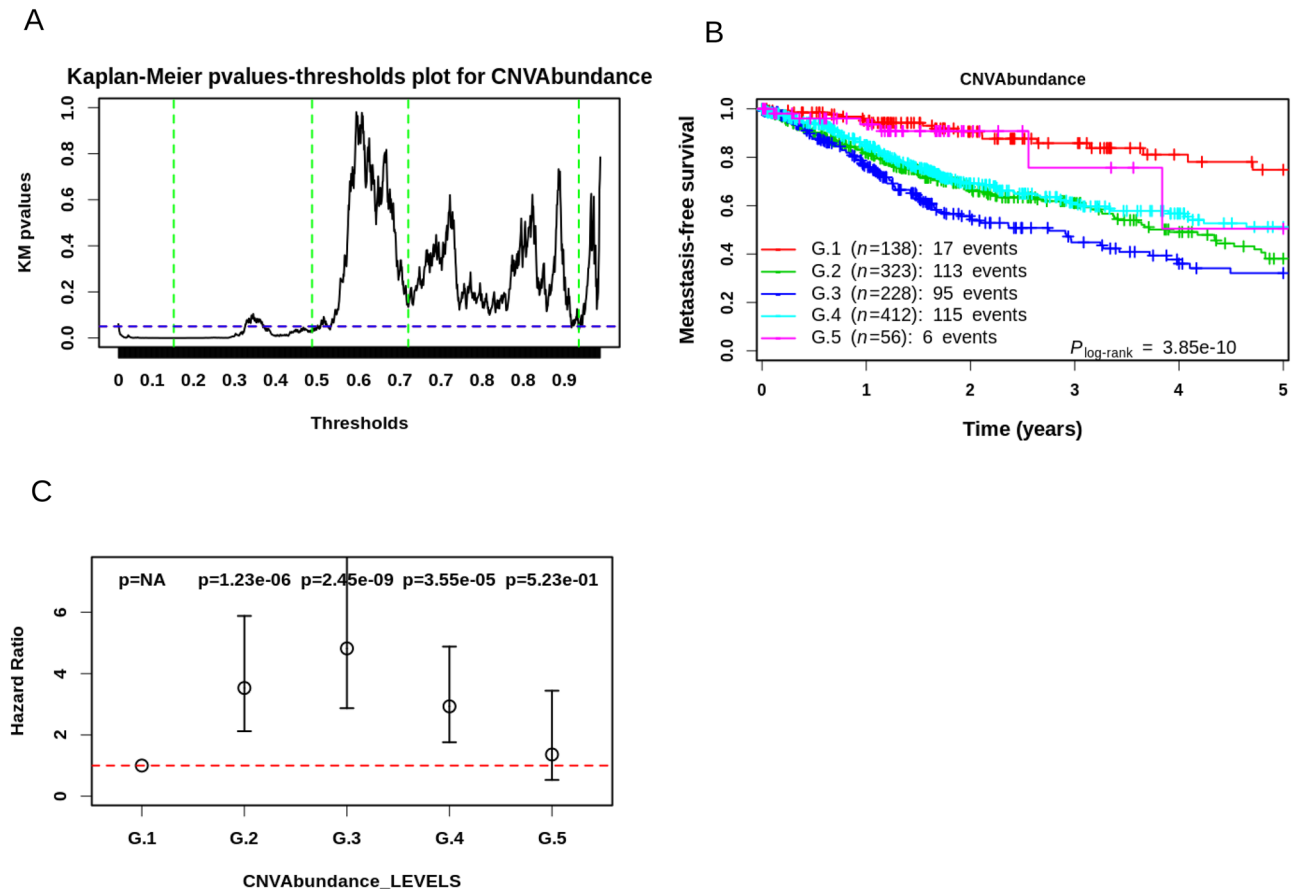 A
Kaplan-Meier pvalues-thresholds plot for CNVAbundance
KM pvalues
1.0
0.8
0.6
0.4
0.2
0.0
0 0.1 0.2 0.3 0.4 0.5 0.6 0.7 0.7 0.8 0.8 0.9
Thresholds
B
CNVAbundance
Metastasis-free survival
1.0
0.8
0.6
0.4
0.2
0.0
G.1 (n=138): 17 events
G.2 (n=323): 113 events
G.3 (n=228): 95 events
G.4 (n=412): 115 events
G.5 (n=56): 6 events
Plog-rank = 3.85e-10
0 1 2 3 4 5
Time (years)
C
p=NA p=1.23e-06 p=2.45e-09 p=3.55e-05 p=5.23e-01
Hazard Ratio
6
4
2
0
G.1 G.2 G.3 G.4 G.5
CNVAbundance_LEVELS